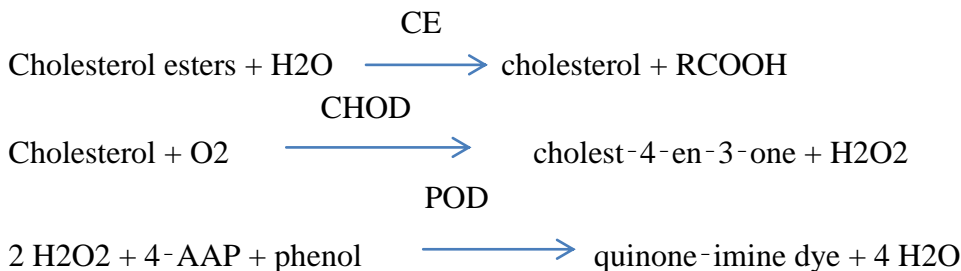 CE
Cholesterol esters + H2O cholesterol + RCOOH
CHOD
Cholesterol + O2 cholest-4-en-3-one + H2O2
POD
2 H2O2 + 4-AAP + phenol quinone-imine dye + 4 H2O